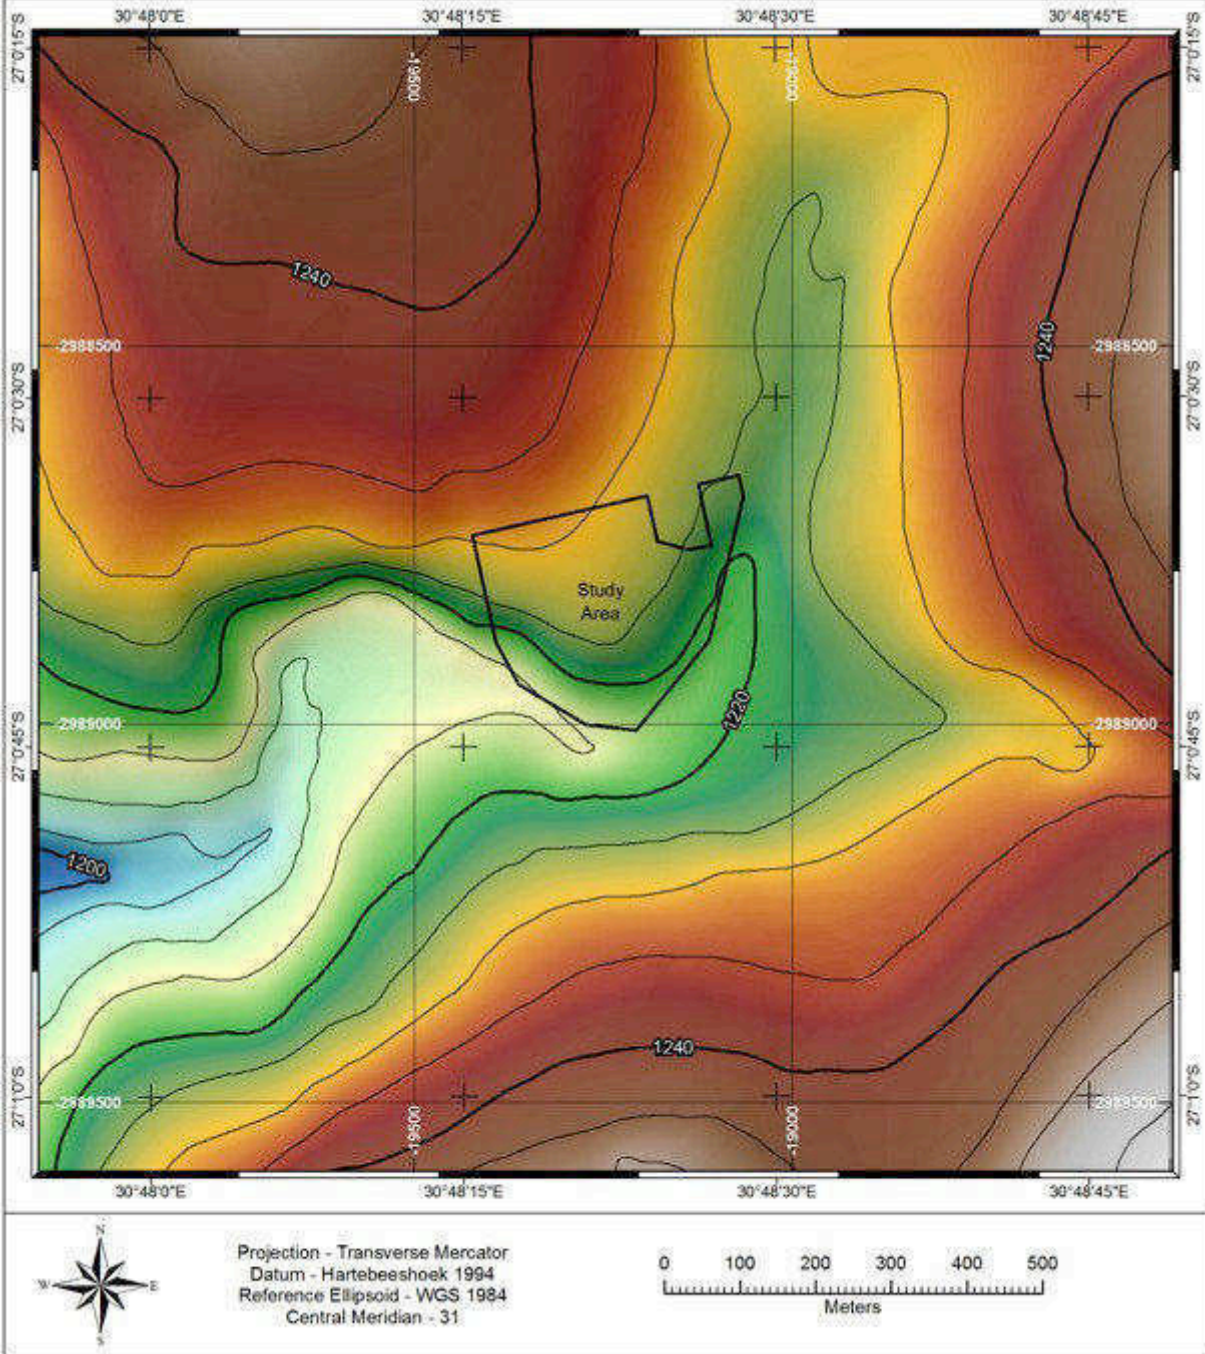 30°48'0"E 30°48'15"E 30°48'30"E 30°48'45"E
27°0'15"S 27°0'15"S
-19500 -19000
1240
-2988500 1240 -2988500
27°0'30"S 27°0'30"S
Study
Area
1220
-2989000 -2989000
27°0'45"S 27°0'45"S
1200
1240
27°1'0"S -2989500 -2989500 27°1'0"S
-19500 -19000
30°48'0"E 30°48'15"E 30°48'30"E 30°48'45"E
N
W E
S
Projection - Transverse Mercator
Datum - Hartebeeshoek 1994
Reference Ellipsoid - WGS 1984
Central Meridian - 31
0 100 200 300 400 500
Meters